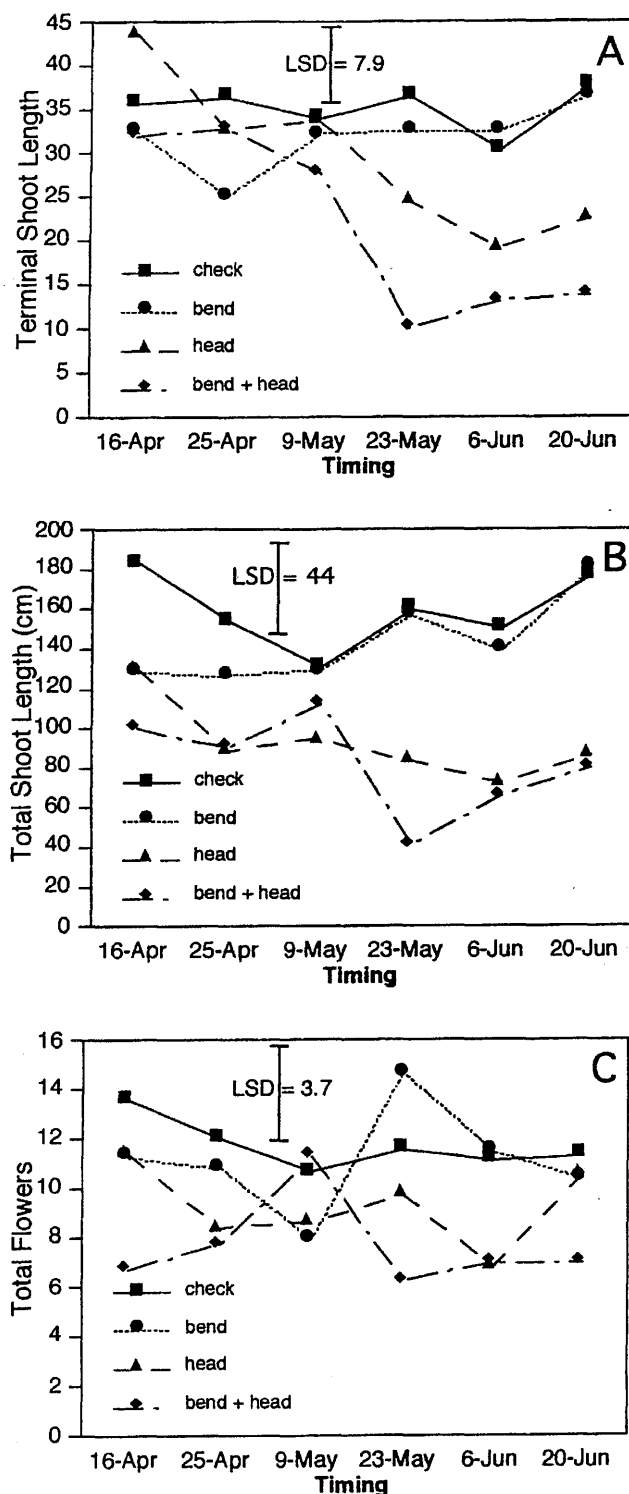 A
Terminal Shoot Length
45
40
35
30
25
20
15
10
5
0
LSD = 7.9
check
bend
head
bend + head
16-Apr 25-Apr 9-May 23-May 6-Jun 20-Jun
Timing
B
Total Shoot Length (cm)
200
180
160
140
120
100
80
60
40
20
0
LSD = 44
check
bend
head
bend + head
16-Apr 25-Apr 9-May 23-May 6-Jun 20-Jun
Timing
C
Total Flowers
16
14
12
10
8
6
4
2
0
LSD = 3.7
check
bend
head
bend + head
16-Apr 25-Apr 9-May 23-May 6-Jun 20-Jun
Timing